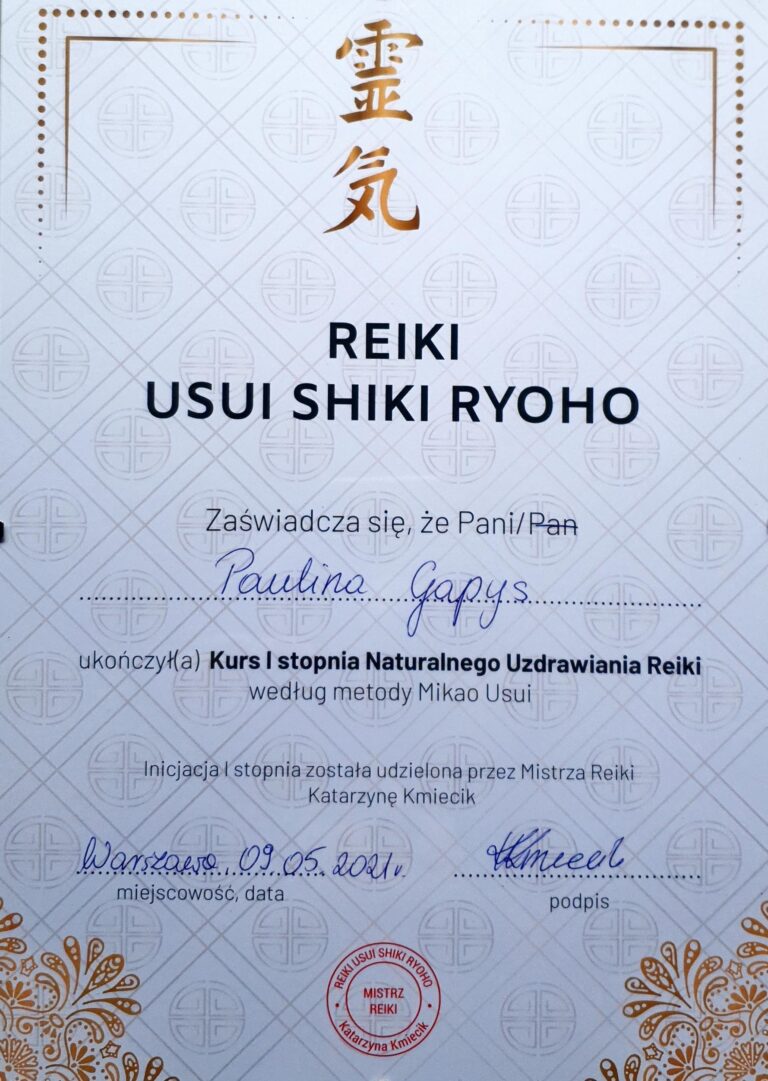 靈
気
REIKI
USUI SHIKI RYOHO
Zaświadcza się, że Pani/Pan
Paulina Gapys
ukończył(a) Kurs I stopnia Naturalnego Uzdrawiania Reiki
według metody Mikao Usui
Inicjacja I stopnia została udzielona przez Mistrza Reiki
Katarzynę Kmiecik
Warszawa, 09.05.2021r. KKmiecik
miejscowość, data podpis
REIKI USUI SHIKI RYOHO
MISTRZ
REIKI
Katarzyna Kmiecik